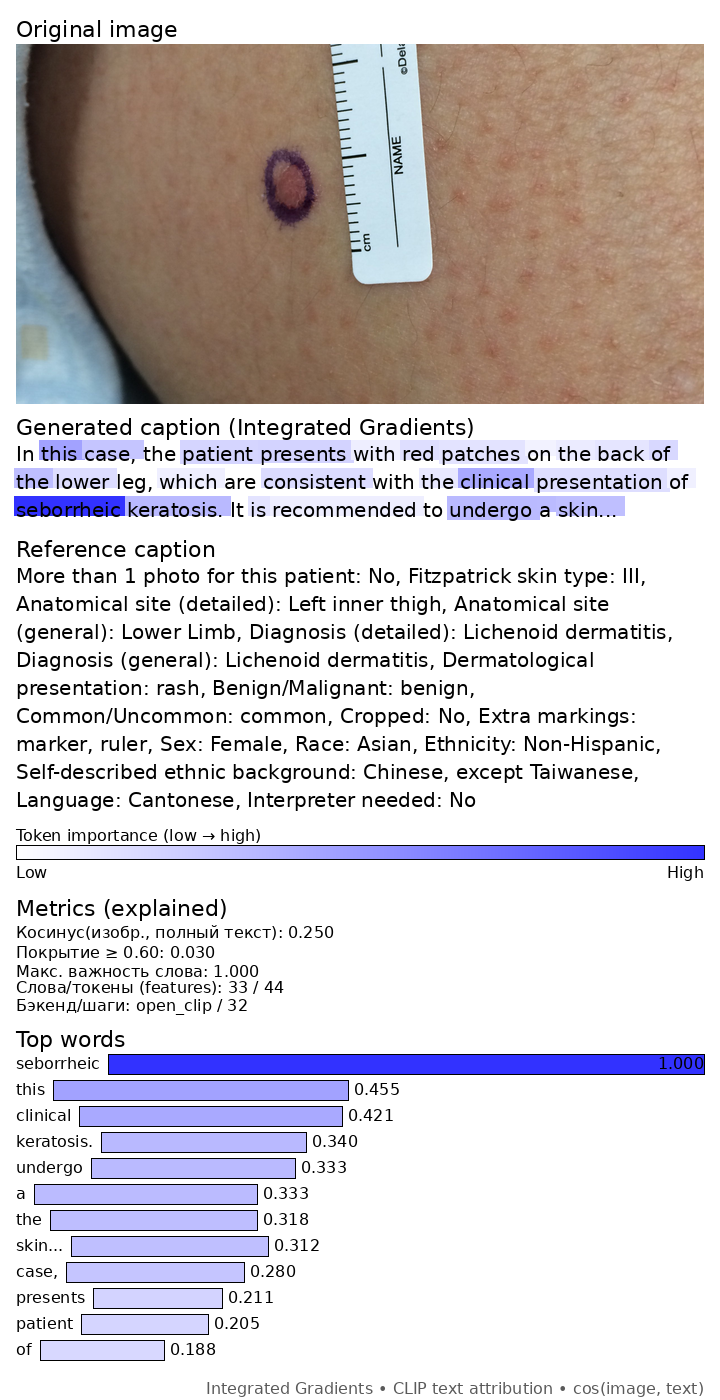 Original image
©Dela
NAME
cm
Generated caption (Integrated Gradients)
In this case, the patient presents with red patches on the back of
the lower leg, which are consistent with the clinical presentation of
seborrheic keratosis. It is recommended to undergo a skin...
Reference caption
More than 1 photo for this patient: No, Fitzpatrick skin type: III,
Anatomical site (detailed): Left inner thigh, Anatomical site
(general): Lower Limb, Diagnosis (detailed): Lichenoid dermatitis,
Diagnosis (general): Lichenoid dermatitis, Dermatological
presentation: rash, Benign/Malignant: benign,
Common/Uncommon: common, Cropped: No, Extra markings:
marker, ruler, Sex: Female, Race: Asian, Ethnicity: Non-Hispanic,
Self-described ethnic background: Chinese, except Taiwanese,
Language: Cantonese, Interpreter needed: No
Token importance (low → high)
Low High
Metrics (explained)
Косинус(изобр., полный текст): 0.250
Покрытие ≥ 0.60: 0.030
Макс. важность слова: 1.000
Слова/токены (features): 33 / 44
Бэкенд/шаги: open_clip / 32
Top words
seborrheic 1.000
this 0.455
clinical 0.421
keratosis. 0.340
undergo 0.333
a 0.333
the 0.318
skin... 0.312
case, 0.280
presents 0.211
patient 0.205
of 0.188
Integrated Gradients • CLIP text attribution • cos(image, text)